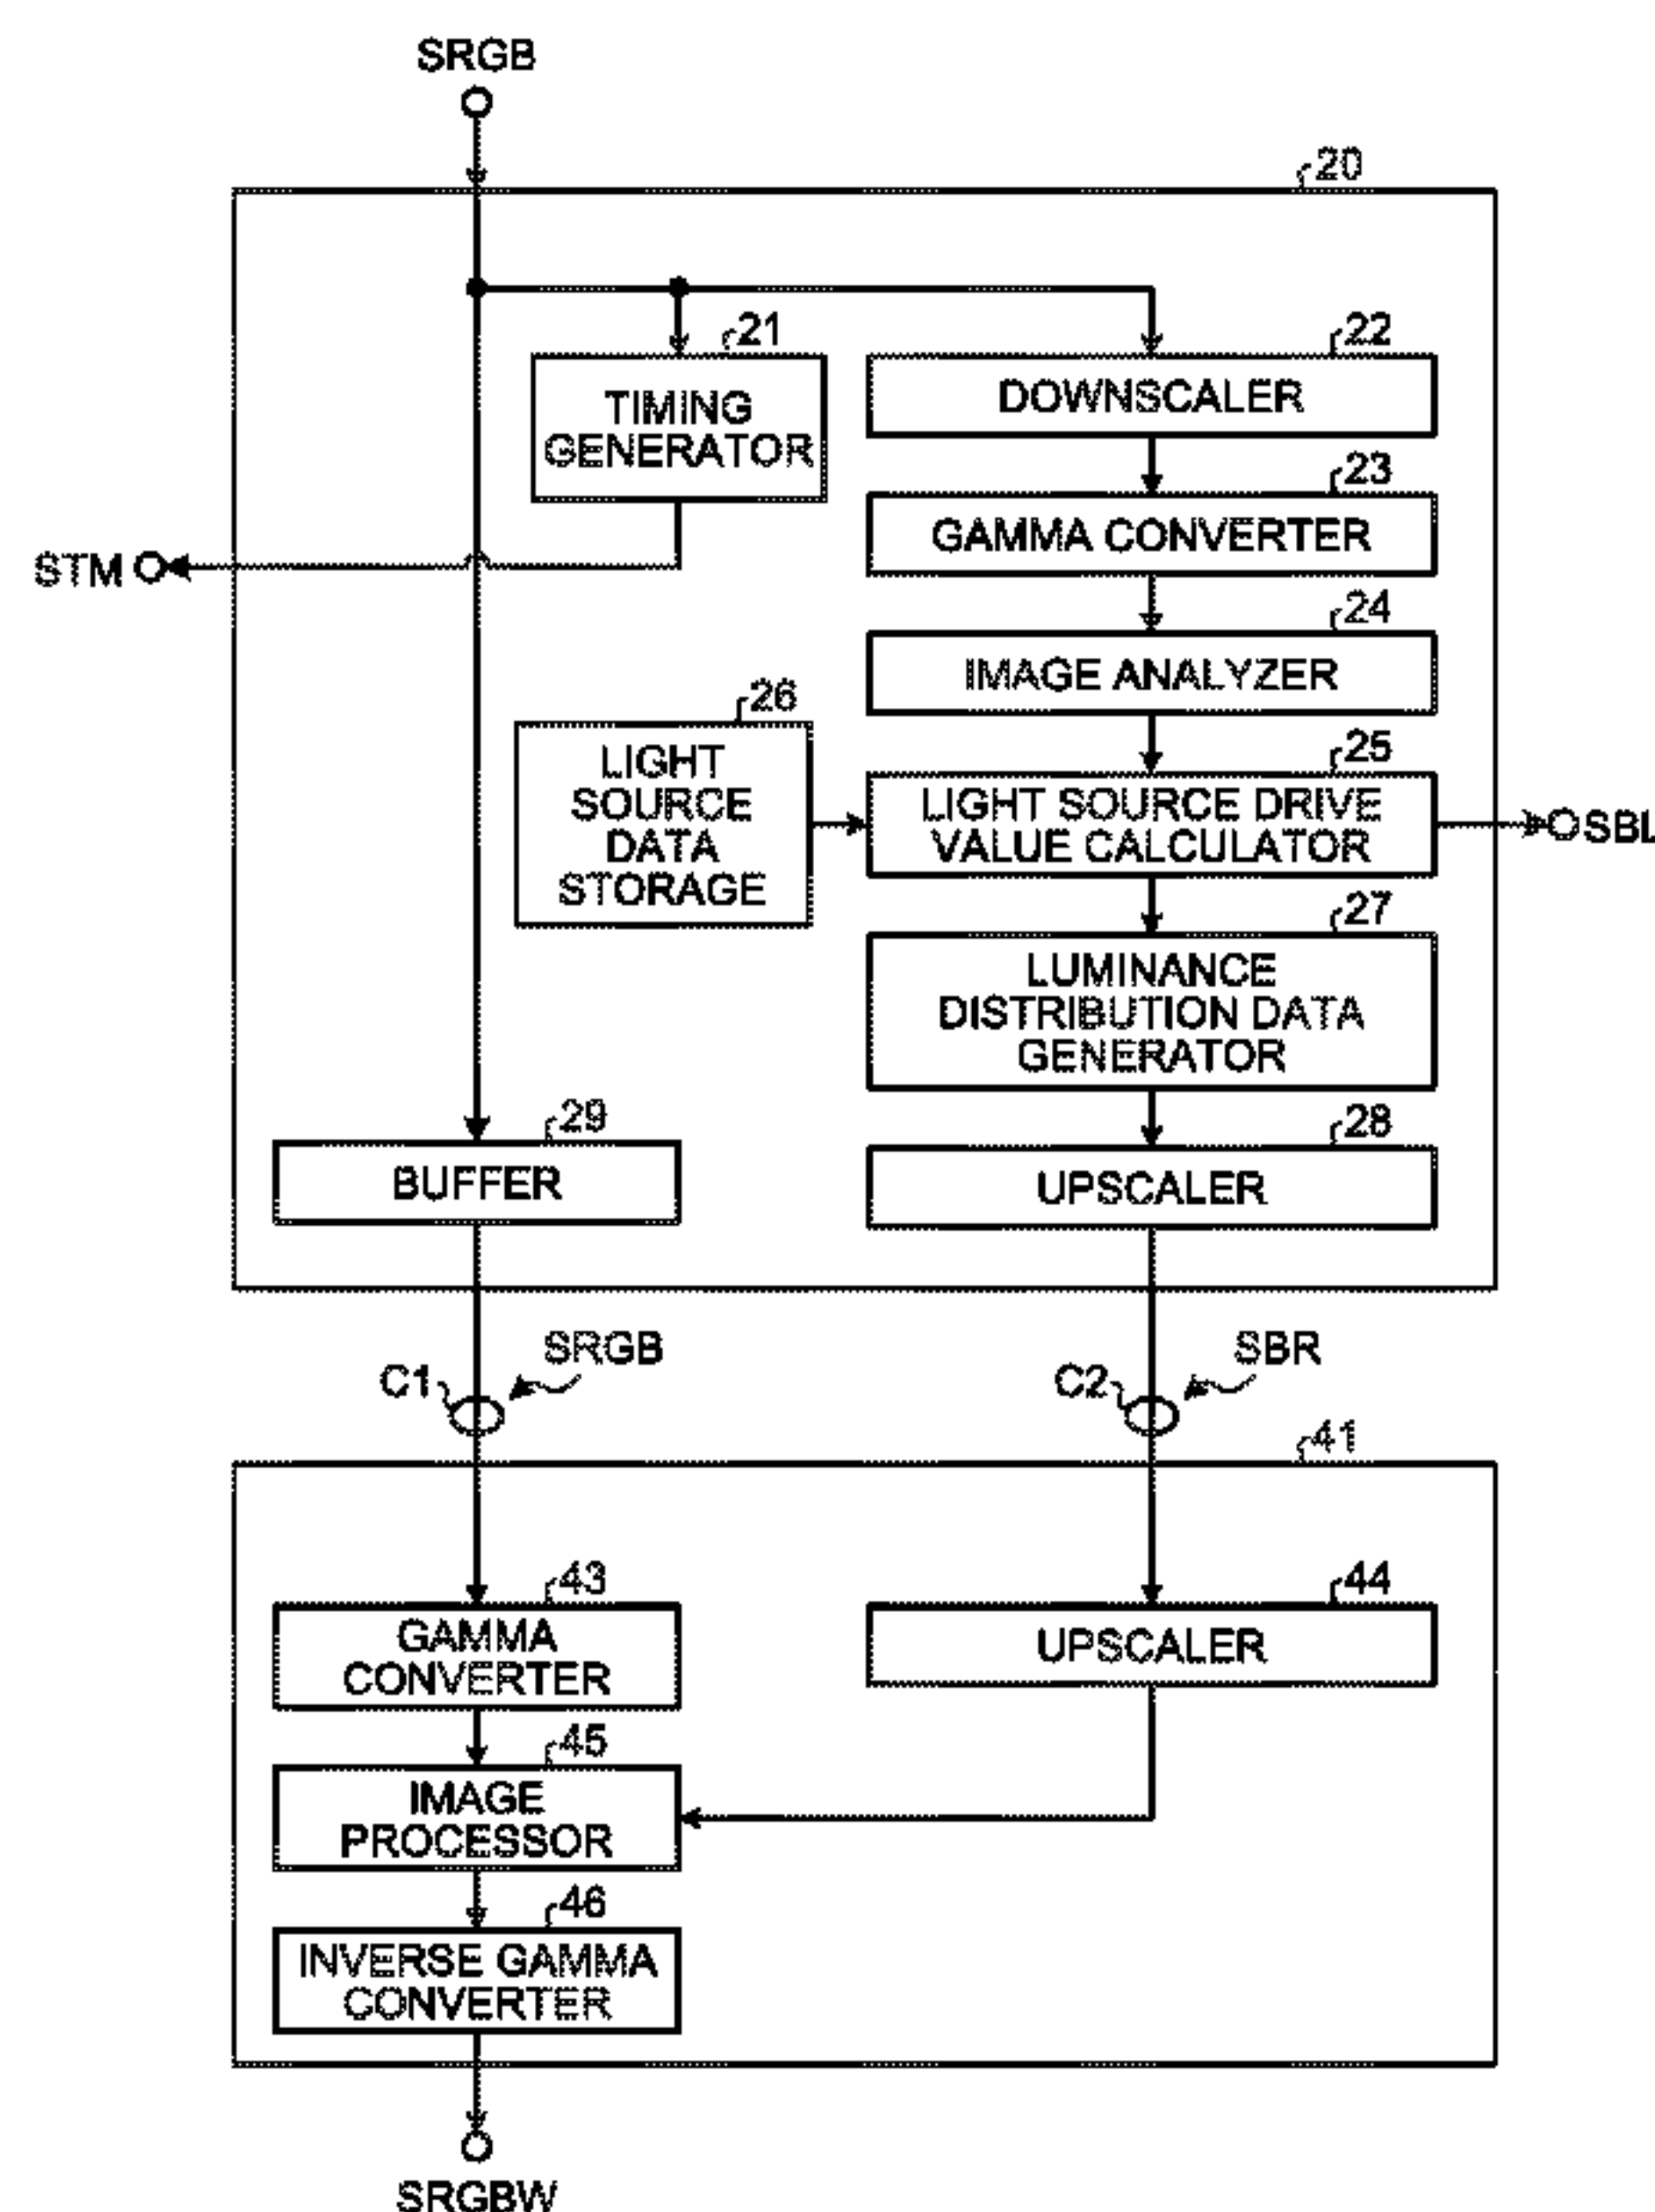 SRGB
20
21
22
TIMING
GENERATOR
DOWNSCALER
23
GAMMA CONVERTER
STM
24
IMAGE ANALYZER
26
LIGHT
SOURCE
DATA
STORAGE
25
LIGHT SOURCE DRIVE
VALUE CALCULATOR
SBL
27
LUMINANCE
DISTRIBUTION DATA
GENERATOR
29
BUFFER
28
UPSCALER
SRGB
C1
SBR
C2
41
43
GAMMA
CONVERTER
44
UPSCALER
45
IMAGE
PROCESSOR
46
INVERSE GAMMA
CONVERTER
SRGBW